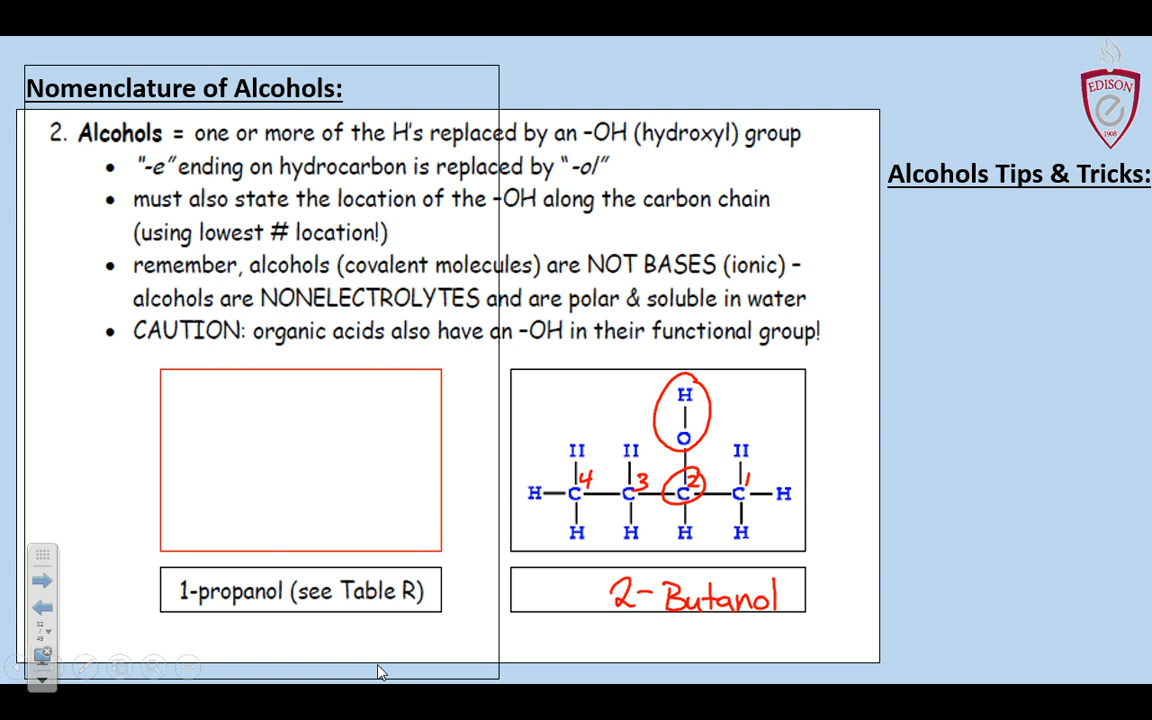 Nomenclature of Alcohols:
EDISON
e
1908
Alcohols Tips & Tricks:
2. Alcohols = one or more of the H's replaced by an –OH (hydroxyl) group
• "-e" ending on hydrocarbon is replaced by "-ol"
• must also state the location of the –OH along the carbon chain
(using lowest # location!)
• remember, alcohols (covalent molecules) are NOT BASES (ionic) –
alcohols are NONELECTROLYTES and are polar & soluble in water
• CAUTION: organic acids also have an –OH in their functional group!
H
O
H H H
4 3 2 1
H C C C C H
H H H H
1-propanol (see Table R)
2-Butanol
32
/
49